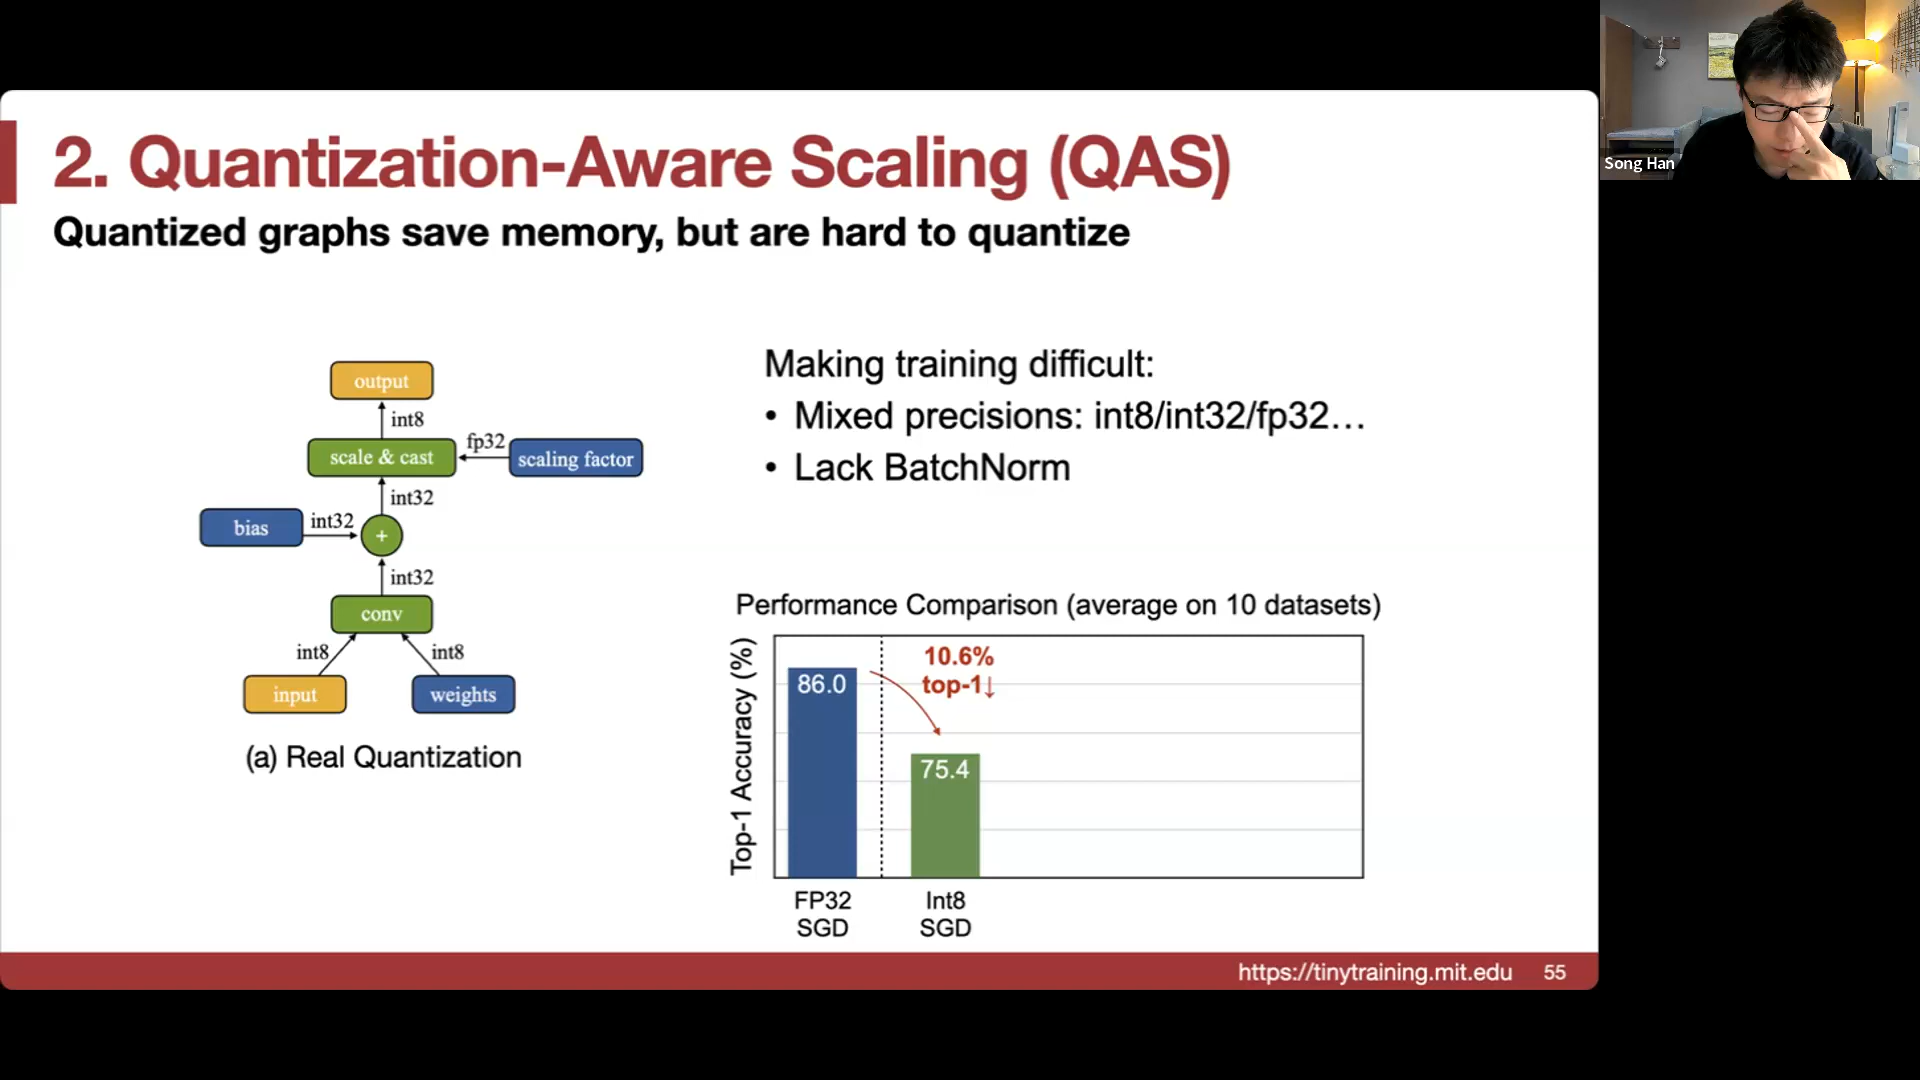 2. Quantization-Aware Scaling (QAS)
Quantized graphs save memory, but are hard to quantize
output
int8
scale & cast
fp32
scaling factor
int32
bias
int32
+
int32
conv
int8
int8
input
weights
(a) Real Quantization
Making training difficult:
• Mixed precisions: int8/int32/fp32...
• Lack BatchNorm
Performance Comparison (average on 10 datasets)
Top-1 Accuracy (%)
86.0
10.6%
top-1↓
75.4
FP32
SGD
Int8
SGD
https://tinytraining.mit.edu 55
Song Han